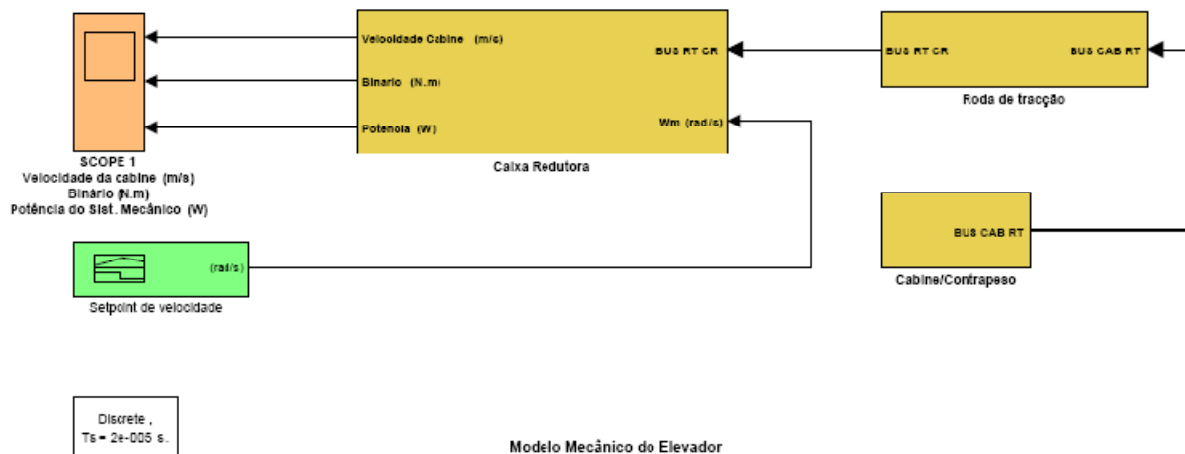 Velocidade Cabine (m/s)
Binario (N.m)
Potencia (W)
BUS RT CR
Wm (rad/s)
Caixa Redutora
BUS RT CR
BUS CAB RT
Roda de tracção
SCOPE 1
Velocidade da cabine (m/s)
Binário (N.m)
Potência do Sist. Mecânico (W)
(rad/s)
Setpoint de velocidade
BUS CAB RT
Cabine/Contrapeso
Discrete ,
Ts = 2e-005 s.
Modelo Mecânico do Elevador